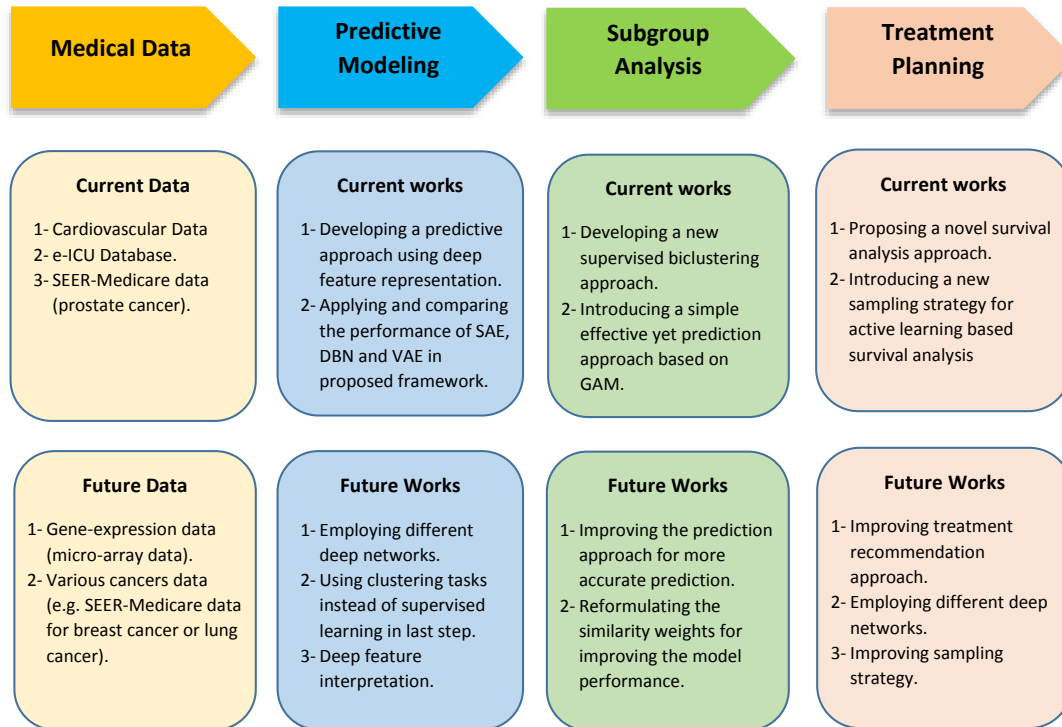 Medical Data
Predictive
Modeling
Subgroup
Analysis
Treatment
Planning
Current Data
1- Cardiovascular Data
2- e-ICU Database.
3- SEER-Medicare data
(prostate cancer).
Current works
1- Developing a predictive
approach using deep
feature representation.
2- Applying and comparing
the performance of SAE,
DBN and VAE in
proposed framework.
Current works
1- Developing a new
supervised biclustering
approach.
2- Introducing a simple
effective yet prediction
approach based on
GAM.
Current works
1- Proposing a novel survival
analysis approach.
2- Introducing a new
sampling strategy for
active learning based
survival analysis
Future Data
1- Gene-expression data
(micro-array data).
2- Various cancers data
(e.g. SEER-Medicare data
for breast cancer or lung
cancer).
Future Works
1- Employing different
deep networks.
2- Using clustering tasks
instead of supervised
learning in last step.
3- Deep feature
interpretation.
Future Works
1- Improving the prediction
approach for more
accurate prediction.
2- Reformulating the
similarity weights for
improving the model
performance.
Future Works
1- Improving treatment
recommendation
approach.
2- Employing different deep
networks.
3- Improving sampling
strategy.